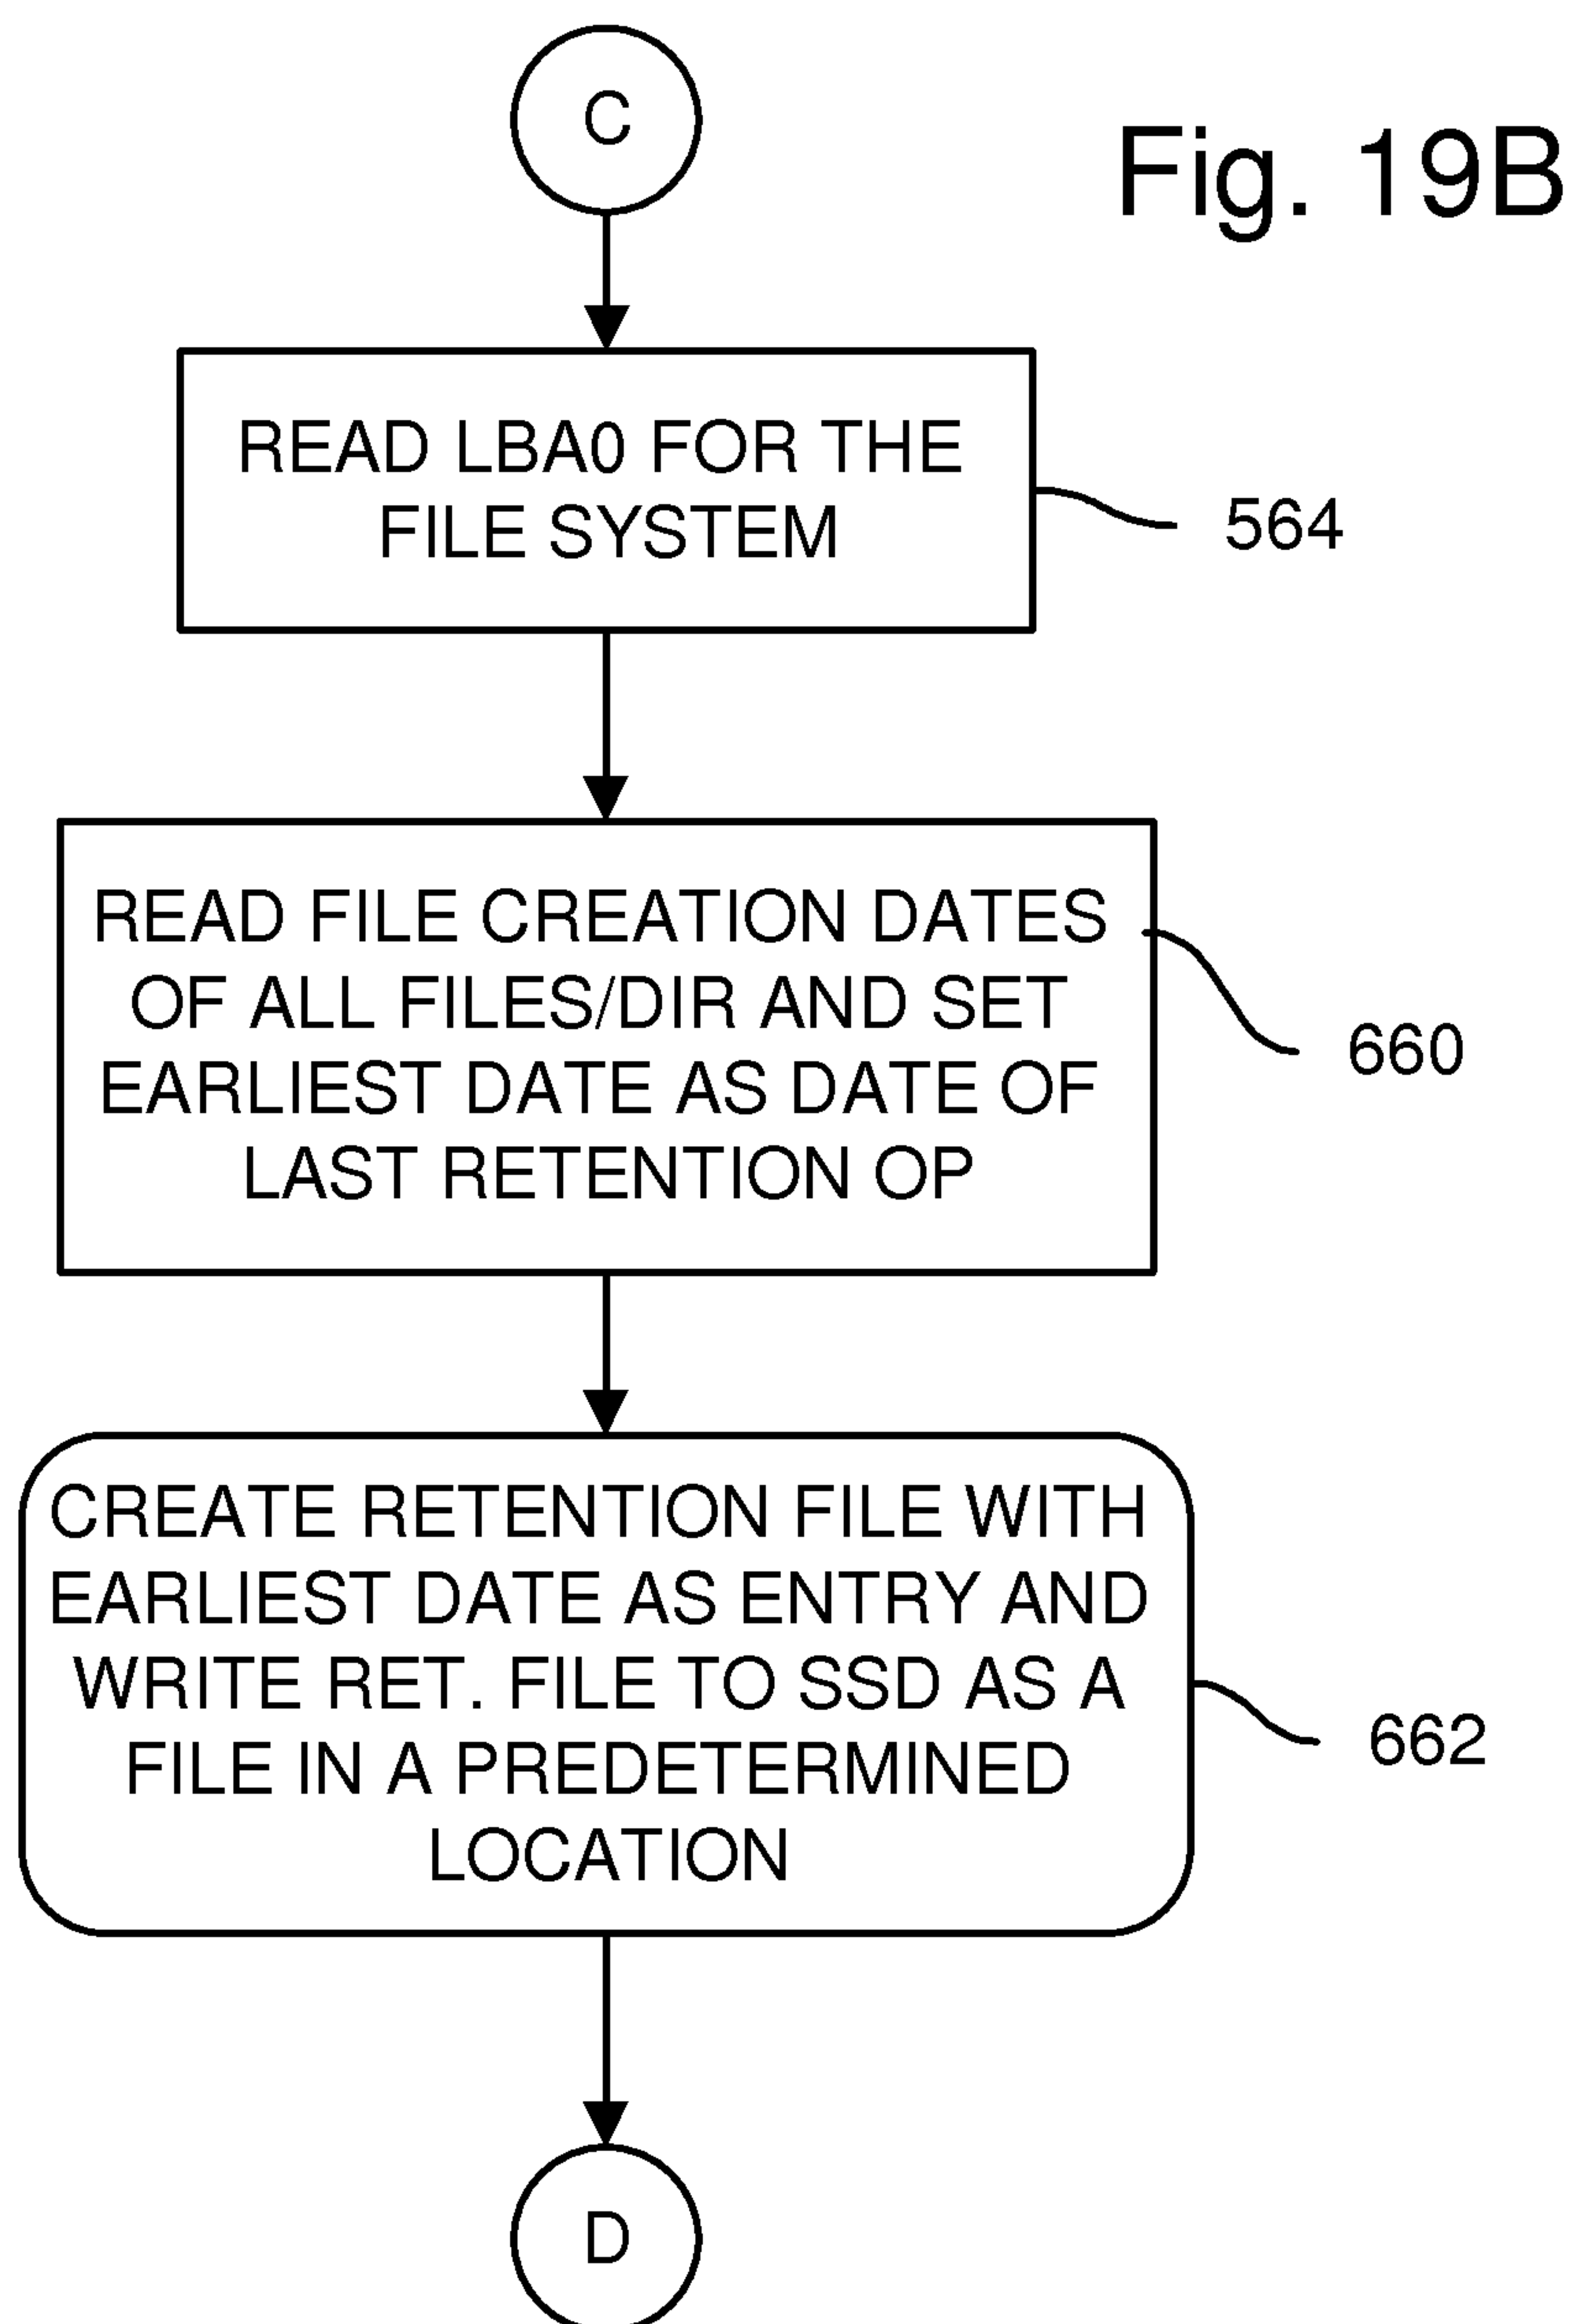 C
Fig. 19B
READ LBA0 FOR THE
FILE SYSTEM
564
READ FILE CREATION DATES
OF ALL FILES/DIR AND SET
EARLIEST DATE AS DATE OF
LAST RETENTION OP
660
CREATE RETENTION FILE WITH
EARLIEST DATE AS ENTRY AND
WRITE RET. FILE TO SSD AS A
FILE IN A PREDETERMINED
LOCATION
662
D